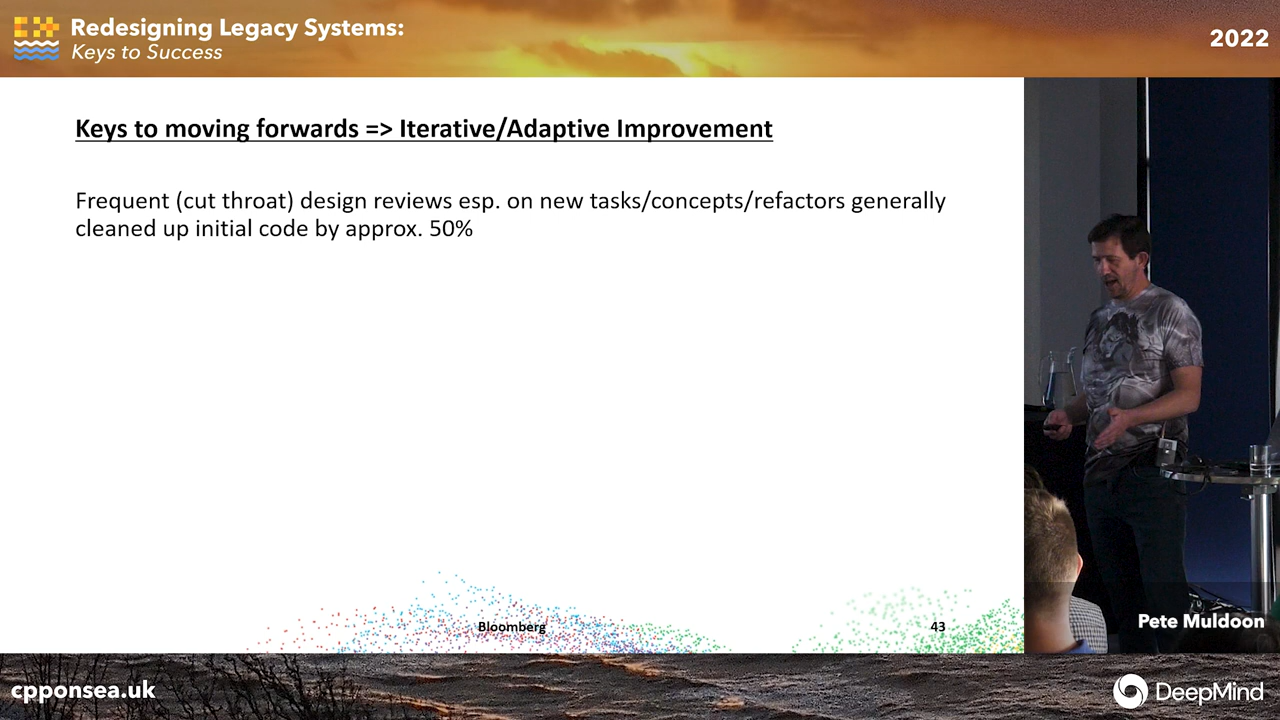 Redesigning Legacy Systems:
Keys to Success
2022
Keys to moving forwards => Iterative/Adaptive Improvement
Frequent (cut throat) design reviews esp. on new tasks/concepts/refactors generally
cleaned up initial code by approx. 50%
Bloomberg
43
Pete Muldoon
cpponsea.uk
DeepMind